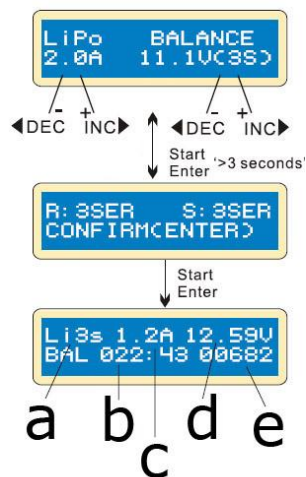 LiPo BALANCE
2.0A 11.1V(3S)
- + - +
◀DEC INC▶ ◀DEC INC▶
Start
Enter '>3 seconds'
R:3SER S:3SER
CONFIRM(ENTER)
Start
Enter
Li3s 1.2A 12.59V
BAL 022:43 00682
a b c d e